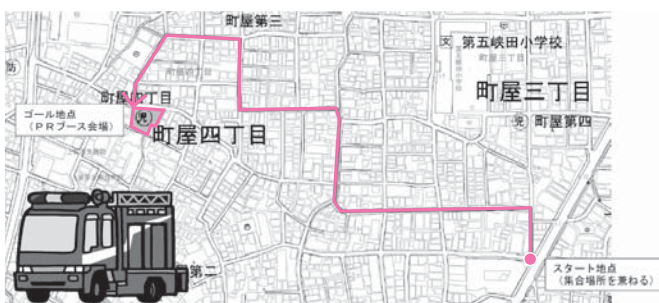 町屋第三
文 第五峡田小学校
町屋三丁目
町屋四丁目
ゴール地点
(PRブース会場)
児
町屋四丁目
児 町屋第四
第二
スタート地点
(集合場所を兼ねる)